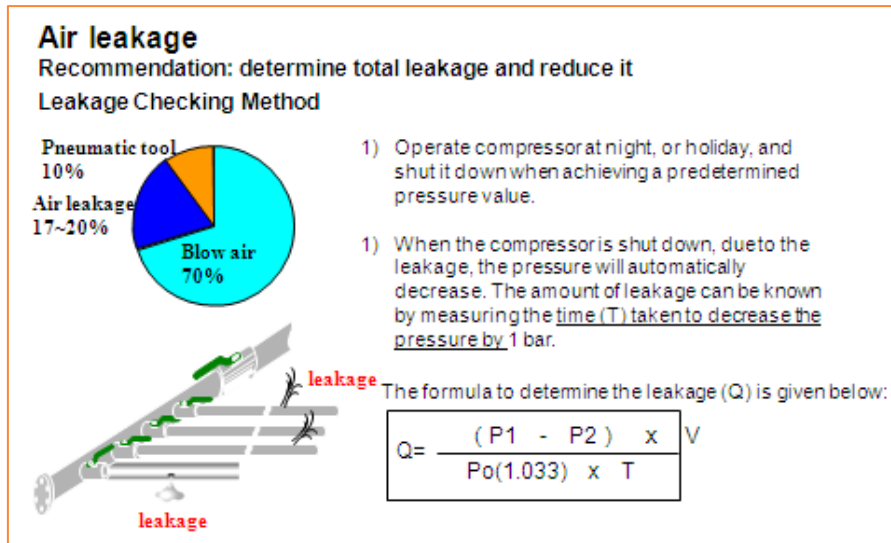 Air leakage
Recommendation: determine total leakage and reduce it
Leakage Checking Method
Pneumatic tool
10%
Air leakage
17~20%
Blow air
70%
1) Operate compressor at night, or holiday, and
shut it down when achieving a predetermined
pressure value.
1) When the compressor is shut down, due to the
leakage, the pressure will automatically
decrease. The amount of leakage can be known
by measuring the time (T) taken to decrease the
pressure by 1 bar.
leakage
leakage
The formula to determine the leakage (Q) is given below:
Q= ( P1 - P2 ) x V
Po(1.033) x T